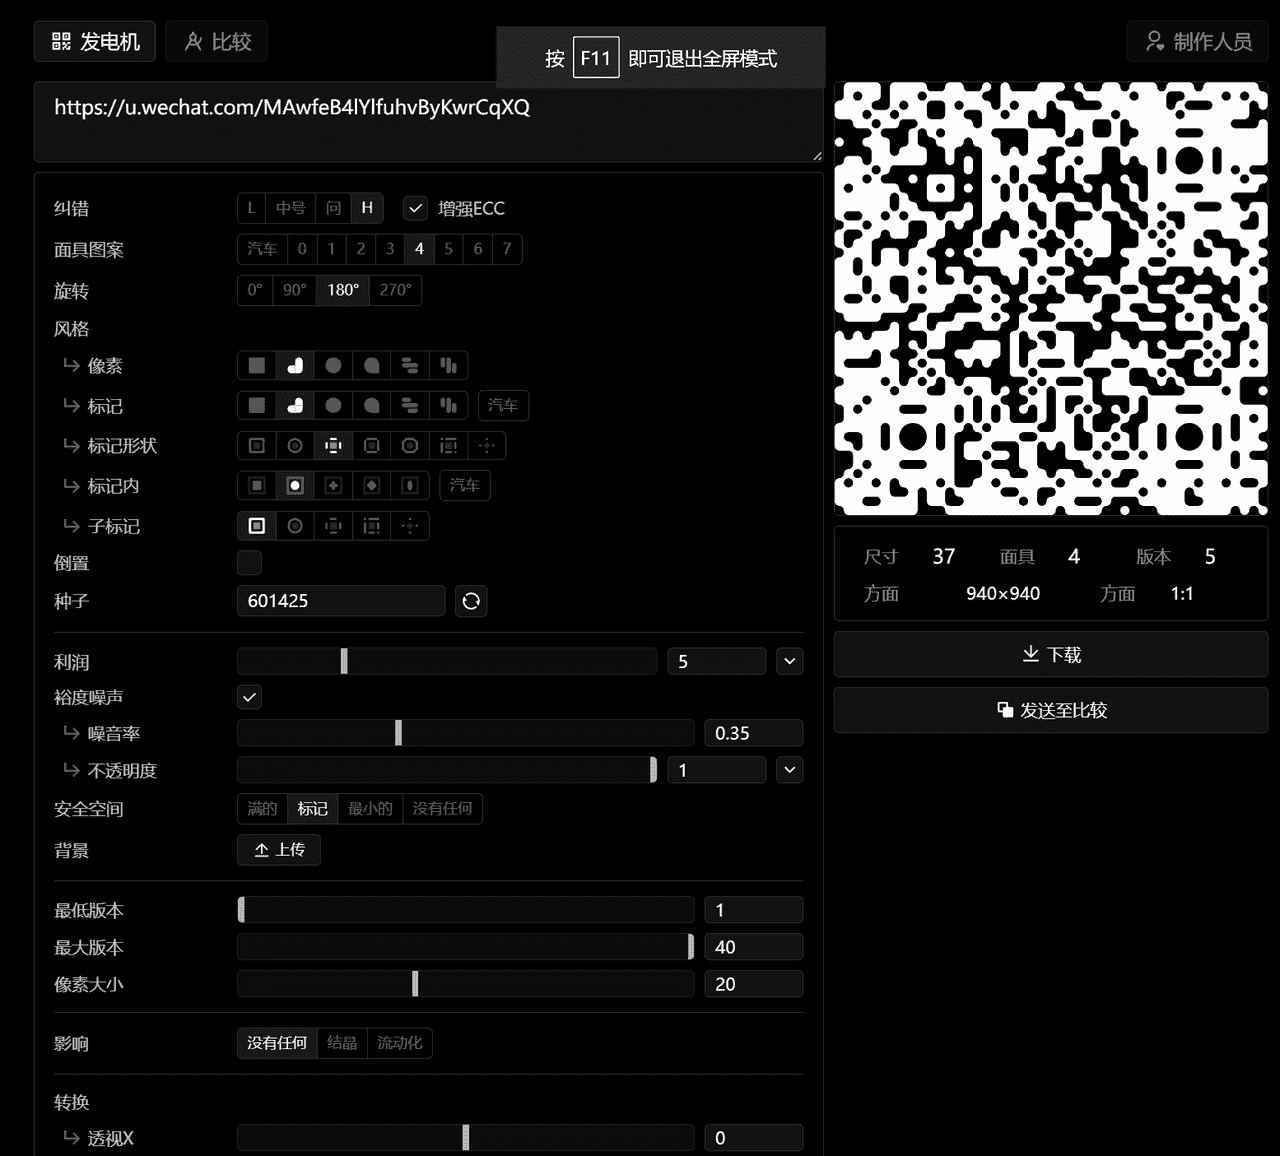 发电机 比较 制作人员
按 F11 即可退出全屏模式
https://u.wechat.com/MAwfeB4lYlfuhvByKwrCqXQ
纠错 L 中号 问 H 增强ECC
面具图案 汽车 0 1 2 3 4 5 6 7
旋转 0° 90° 180° 270°
风格
像素
标记 汽车
标记形状
标记内 汽车
子标记
倒置
种子 601425
利润 5
裕度噪声
噪音率 0.35
不透明度 1
安全空间 满的 标记 最小的 没有任何
背景 上传
最低版本 1
最大版本 40
像素大小 20
影响 没有任何 结晶 流动化
转换
透视X 0
尺寸 37 面具 4 版本 5
方面 940×940 方面 1:1
下载
发送至比较